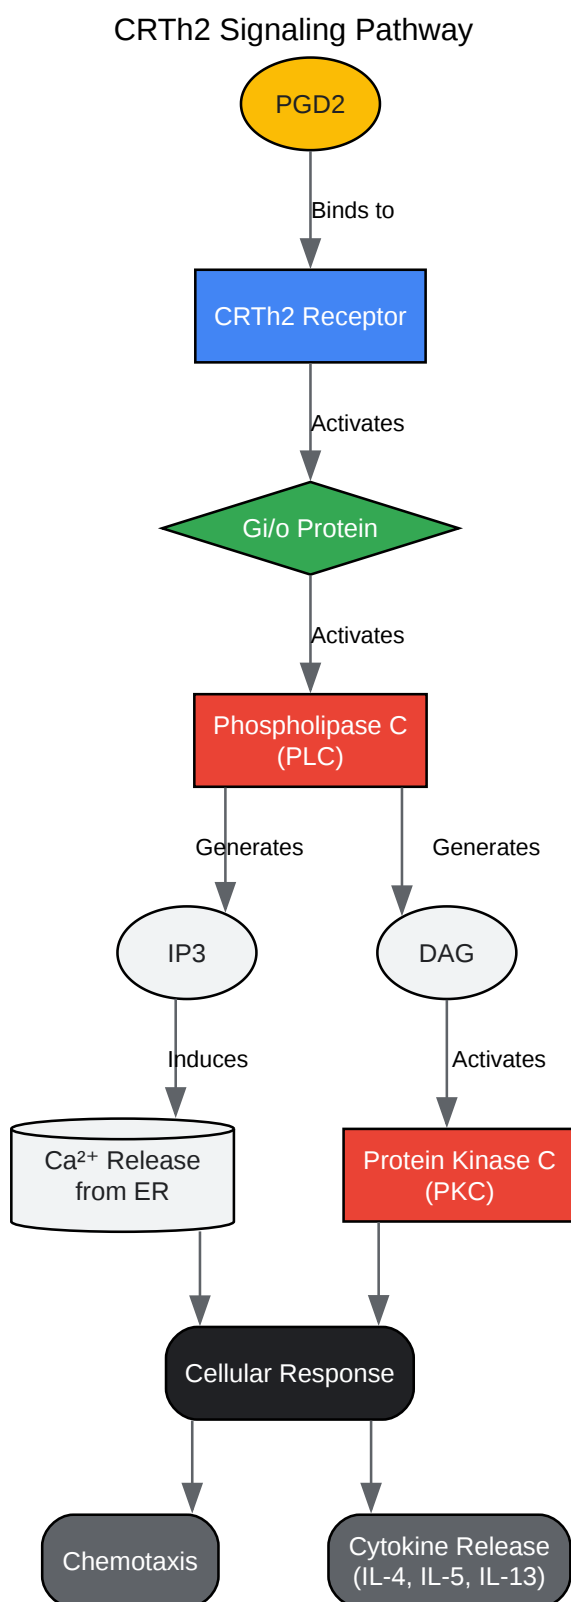 CRTh2 Signaling Pathway
PGD2
Binds to
CRTh2 Receptor
Activates
Gi/o Protein
Activates
Phospholipase C
(PLC)
Generates
Generates
IP3
DAG
Induces
Activates
Ca²⁺ Release
from ER
Protein Kinase C
(PKC)
Cellular Response
Chemotaxis
Cytokine Release
(IL-4, IL-5, IL-13)